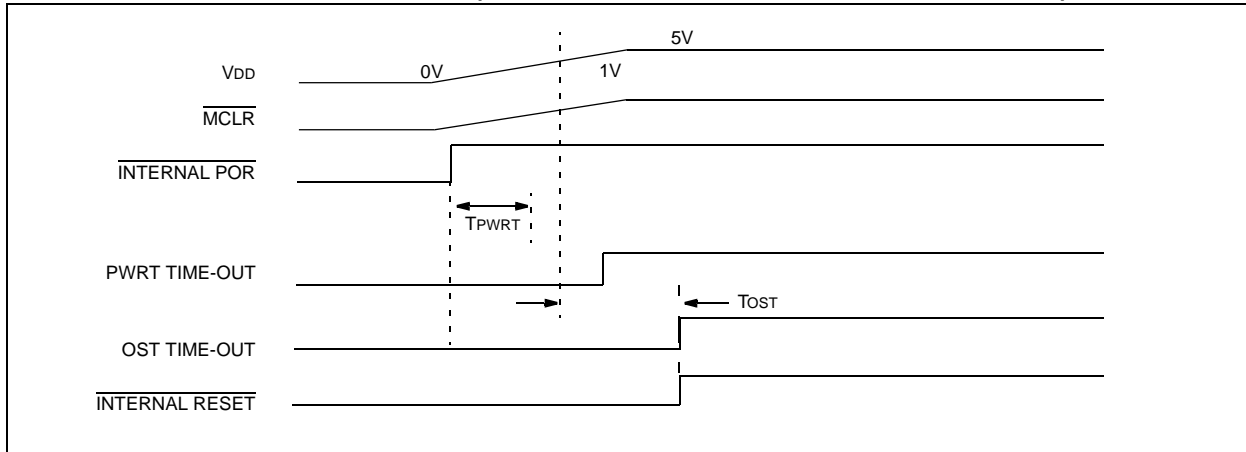 5V
VDD
0V
1V
MCLR
INTERNAL POR
TPWRT
PWRT TIME-OUT
TOST
OST TIME-OUT
INTERNAL RESET